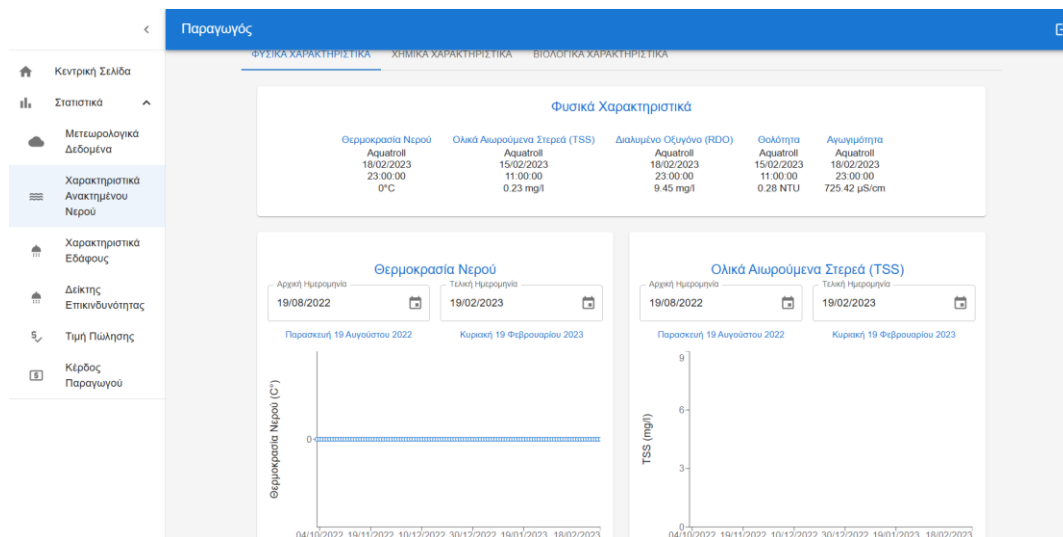 Παραγωγός
Κεντρική Σελίδα
Στατιστικά
Μετεωρολογικά
Δεδομένα
Χαρακτηριστικά
Ανακτημένου
Νερού
Χαρακτηριστικά
Εδάφους
Δείκτης
Επικινδυνότητας
Τιμή Πώλησης
Κέρδος
Παραγωγού
ΦΥΣΙΚΑ ΧΑΡΑΚΤΗΡΙΣΤΙΚΑ ΧΗΜΙΚΑ ΧΑΡΑΚΤΗΡΙΣΤΙΚΑ ΒΙΟΛΟΓΙΚΑ ΧΑΡΑΚΤΗΡΙΣΤΙΚΑ
Φυσικά Χαρακτηριστικά
Θερμοκρασία Νερού Ολικά Αιωρούμενα Στερεά (TSS) Διαλυμένο Οξυγόνο (RDO) Θολότητα Αγωγιμότητα
Aquatroll Aquatroll Aquatroll Aquatroll Aquatroll
18/02/2023 15/02/2023 18/02/2023 15/02/2023 18/02/2023
23:00:00 11:00:00 23:00:00 11:00:00 23:00:00
0°C 0.23 mg/l 9.45 mg/l 0.28 NTU 725.42 μS/cm
Θερμοκρασία Νερού
Αρχική Ημερομηνία Τελική Ημερομηνία
19/08/2022 19/02/2023
Παρασκευή 19 Αυγούστου 2022 Κυριακή 19 Φεβρουαρίου 2023
Θερμοκρασία Νερού (C°)
0
04/10/2022 19/11/2022 10/12/2022 30/12/2022 19/01/2023 18/02/2023
Ολικά Αιωρούμενα Στερεά (TSS)
Αρχική Ημερομηνία Τελική Ημερομηνία
19/08/2022 19/02/2023
Παρασκευή 19 Αυγούστου 2022 Κυριακή 19 Φεβρουαρίου 2023
TSS (mg/l)
9
6
3
0
04/10/2022 19/11/2022 10/12/2022 30/12/2022 19/01/2023 18/02/2023